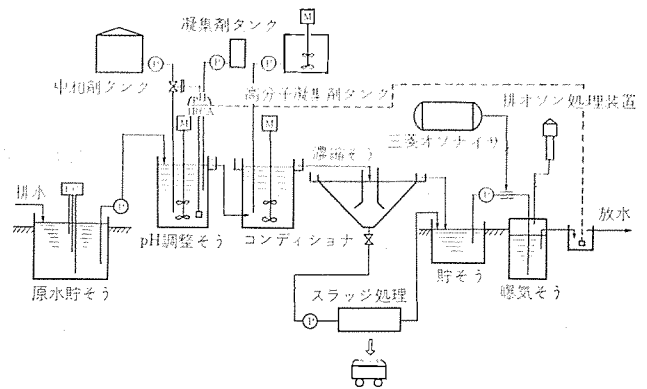 凝集剤タンク
M
P
P
P
中和剤タンク
高分子凝集剤タンク
排オゾン処理装置
pH
IRCA
三菱オゾナイザ
M
M
濃縮そう
排水
P
P
放水
pH調整そう
コンディショナ
原水貯そう
貯そう
曝気そう
スラッジ処理
P